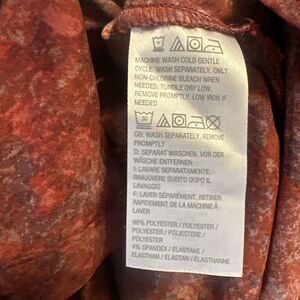 MACHINE WASH COLD GENTLE
CYCLE. WASH SEPARATELY. ONLY
NON-CHLORINE BLEACH WHEN
NEEDED. TUMBLE DRY LOW.
REMOVE PROMPTLY. LOW IRON IF
NEEDED
30
GB: WASH SEPARATELY. REMOVE
PROMPTLY
D: SEPARAT WASCHEN. VOR DER
WÄSCHE ENTFERNEN
I: LAVARE SEPARATAMENTE.
RIMUOVERE SUBITO DOPO IL
LAVAGGIO
F: LAVER SÉPARÉMENT. RETIRER
RAPIDEMENT DE LA MACHINE À
LAVER
96% POLYESTER / POLYESTER /
POLYESTER / POLIESTERE /
POLYESTER
4% SPANDEX / ELASTANE /
ELASTHAN / ELASTAN / ÉLASTHANNE